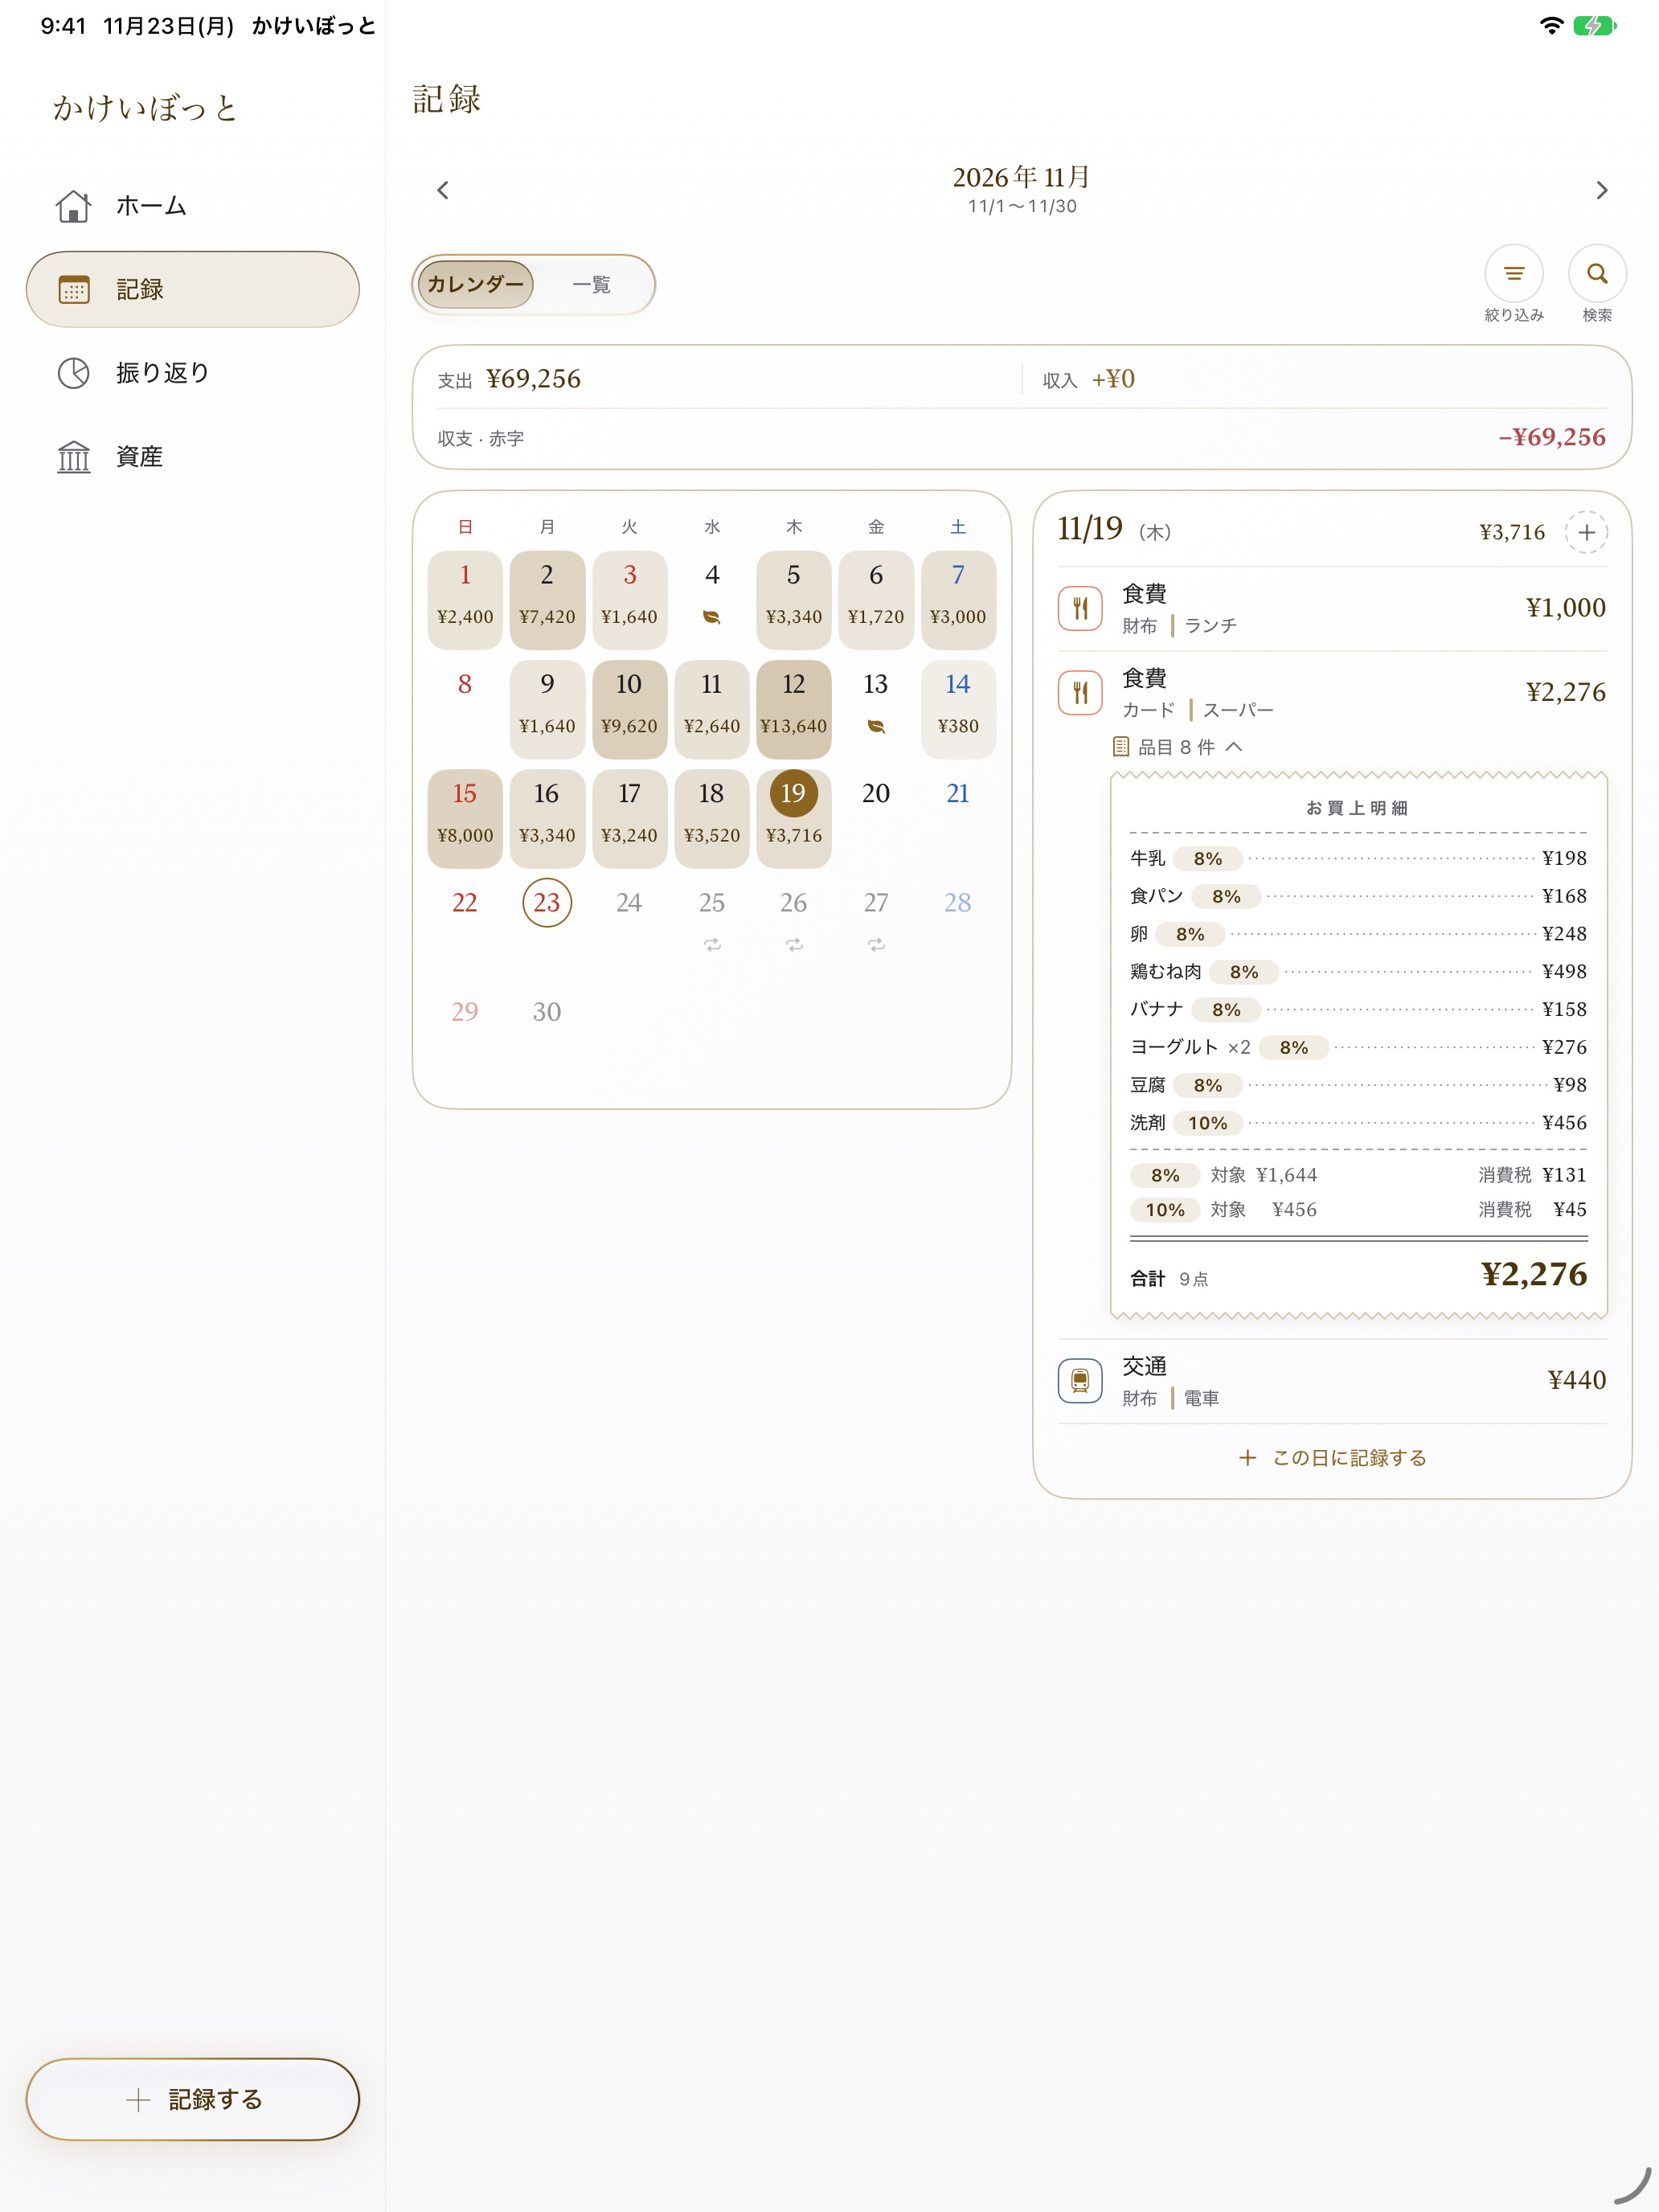 9:41 11月23日(月) かけいぼっと
かけいぼっと
ホーム
記録
振り返り
資産
記録する
記録
2026年 11月
11/1〜11/30
カレンダー 一覧
絞り込み 検索
支出 ¥69,256 収入 +¥0
収支・赤字 −¥69,256
日 月 火 水 木 金 土
1 2 3 4 5 6 7
¥2,400 ¥7,420 ¥1,640 ¥3,340 ¥1,720 ¥3,000
8 9 10 11 12 13 14
¥1,640 ¥9,620 ¥2,640 ¥13,640 ¥380
15 16 17 18 19 20 21
¥8,000 ¥3,340 ¥3,240 ¥3,520 ¥3,716
22 23 24 25 26 27 28
29 30
11/19 (木) ¥3,716
食費 ¥1,000
財布 ランチ
食費 ¥2,276
カード スーパー
品目 8 件
お買上明細
牛乳 8% ¥198
食パン 8% ¥168
卵 8% ¥248
鶏むね肉 8% ¥498
バナナ 8% ¥158
ヨーグルト ×2 8% ¥276
豆腐 8% ¥98
洗剤 10% ¥456
8% 対象 ¥1,644 消費税 ¥131
10% 対象 ¥456 消費税 ¥45
合計 9点 ¥2,276
交通 ¥440
財布 電車
この日に記録する